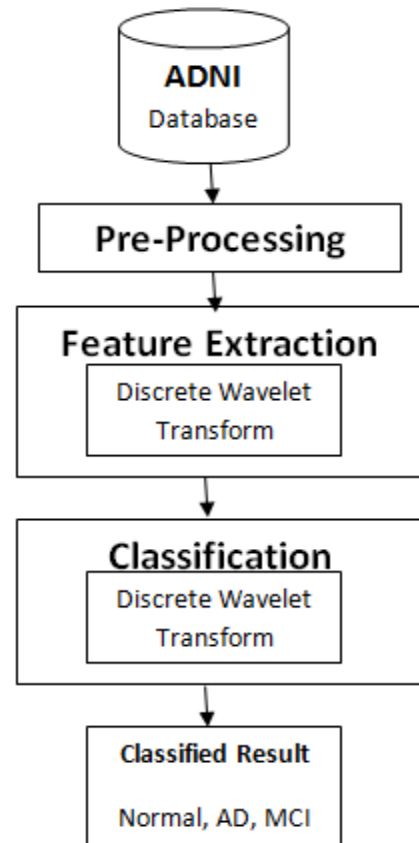 ADNI
Database
Pre-Processing
Feature Extraction
Discrete Wavelet
Transform
Classification
Discrete Wavelet
Transform
Classified Result
Normal, AD, MCI